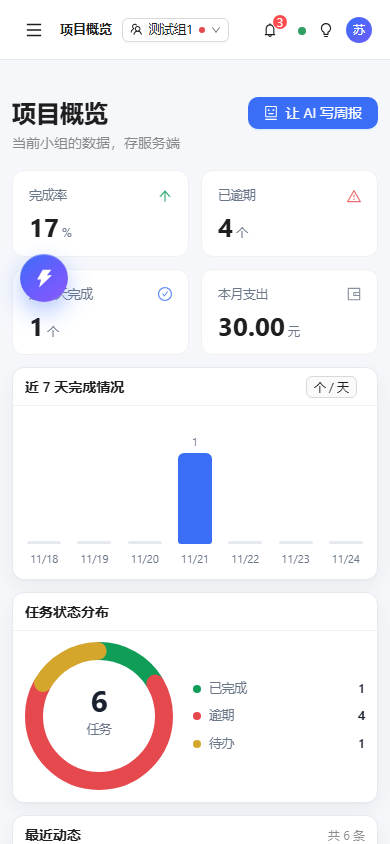 项目概览 测试组1 3 苏
项目概览 让 AI 写周报
当前小组的数据，存服务端
完成率 已逾期
17 % 4 个
天完成 本月支出
1 个 30.00 元
近 7 天完成情况 个 / 天
1
11/18 11/19 11/20 11/21 11/22 11/23 11/24
任务状态分布
6
任务
已完成 1
逾期 4
待办 1
最近动态 共 6 条